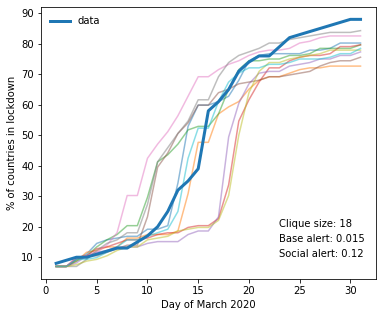 90
80
70
60
50
40
30
20
10
% of countries in lockdown
data
Clique size: 18
Base alert: 0.015
Social alert: 0.12
0 5 10 15 20 25 30
Day of March 2020